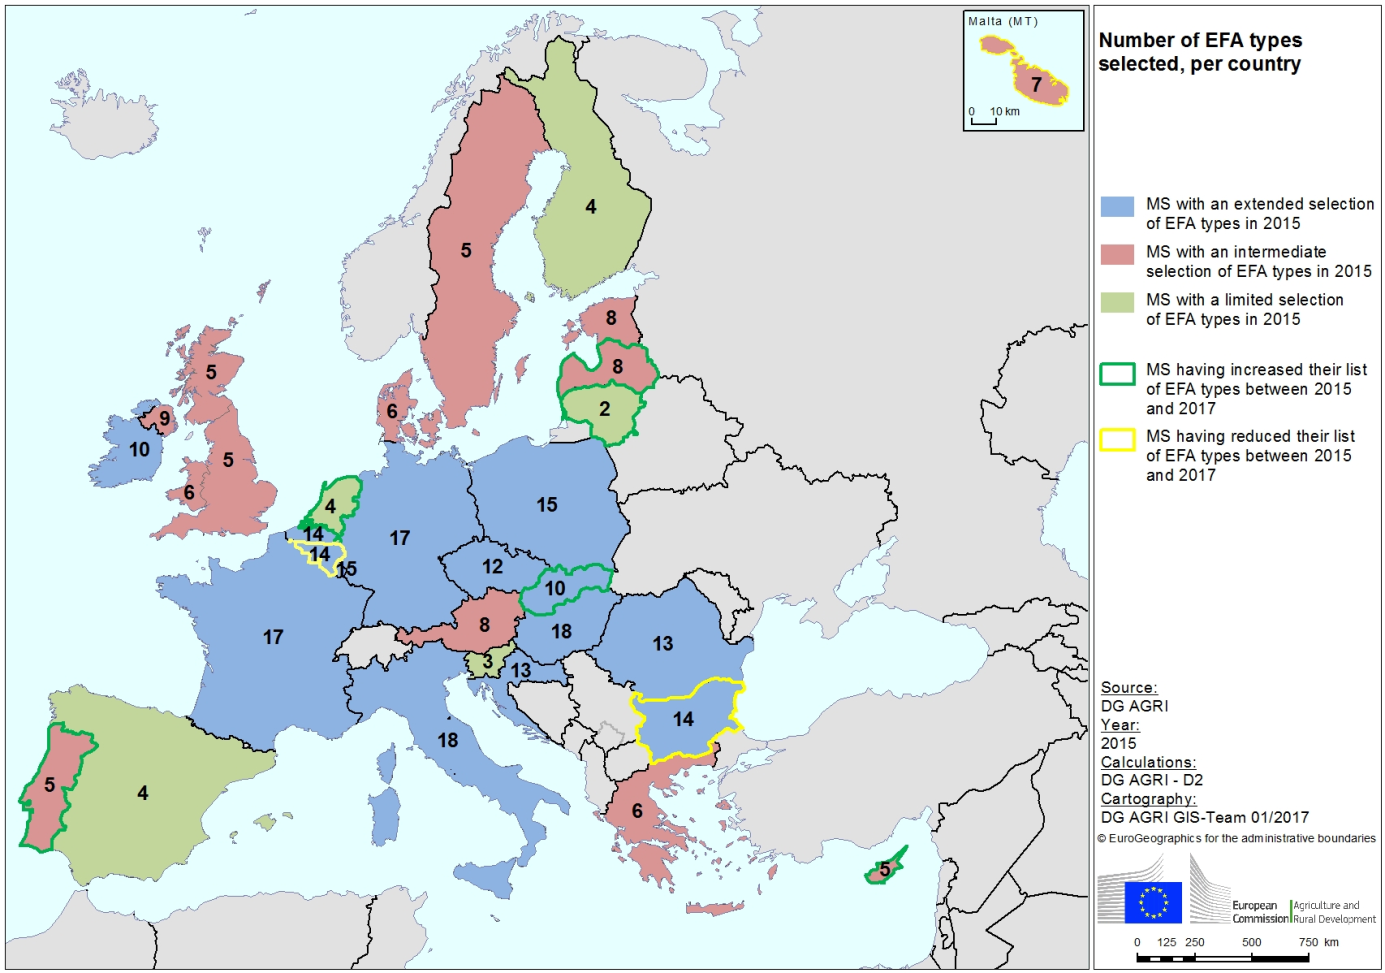 Malta (MT)
7
0 10 km
4
5
8
8
2
5
6
9
10
5
6
4
14
14
15
17
15
12
10
8
18
13
3
13
17
14
18
5
4
6
5
Number of EFA types
selected, per country
MS with an extended selection
of EFA types in 2015
MS with an intermediate
selection of EFA types in 2015
MS with a limited selection
of EFA types in 2015
MS having increased their list
of EFA types between 2015
and 2017
MS having reduced their list
of EFA types between 2015
and 2017
Source:
DG AGRI
Year:
2015
Calculations:
DG AGRI - D2
Cartography:
DG AGRI GIS-Team 01/2017
© EuroGeographics for the administrative boundaries
European
Commission
Agriculture and
Rural Development
0 125 250 500 750 km